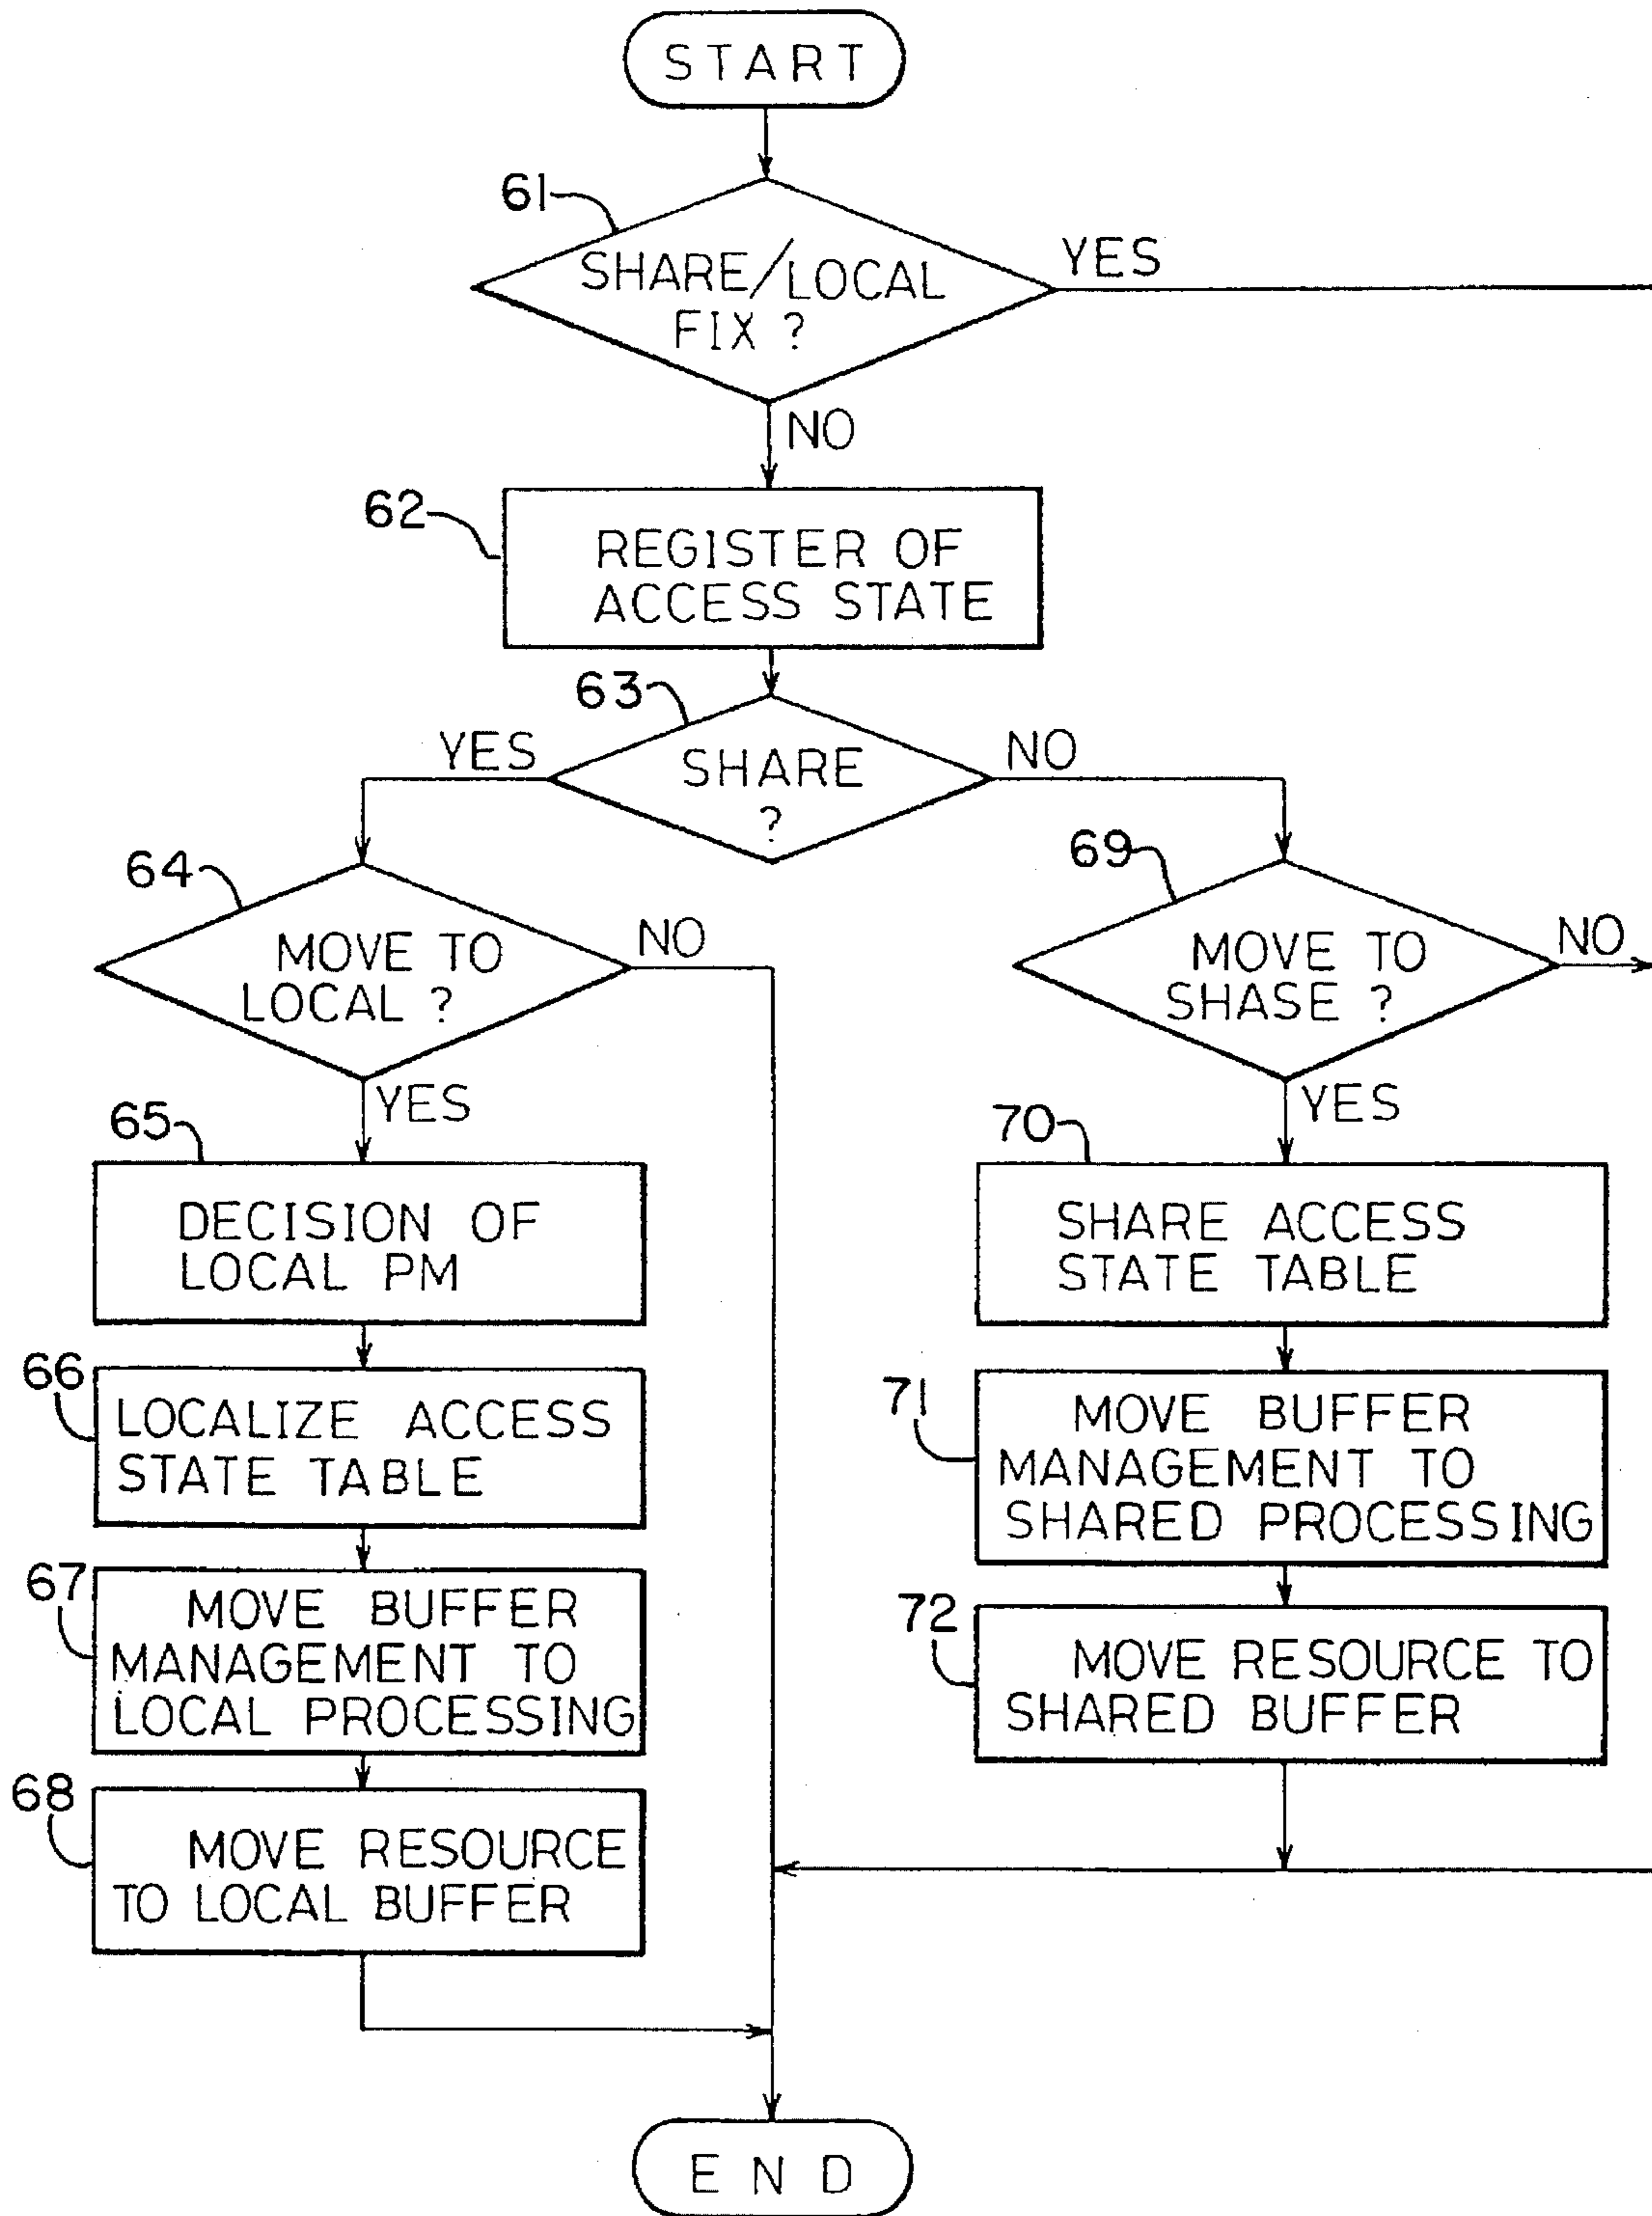 START
61
SHARE/LOCAL
FIX ?
YES
NO
62
REGISTER OF
ACCESS STATE
63
SHARE
?
YES
NO
64
MOVE TO
LOCAL ?
NO
YES
69
MOVE TO
SHASE ?
NO
YES
65
DECISION OF
LOCAL PM
66
LOCALIZE ACCESS
STATE TABLE
67
MOVE BUFFER
MANAGEMENT TO
LOCAL PROCESSING
68
MOVE RESOURCE
TO LOCAL BUFFER
70
SHARE ACCESS
STATE TABLE
71
MOVE BUFFER
MANAGEMENT TO
SHARED PROCESSING
72
MOVE RESOURCE TO
SHARED BUFFER
END